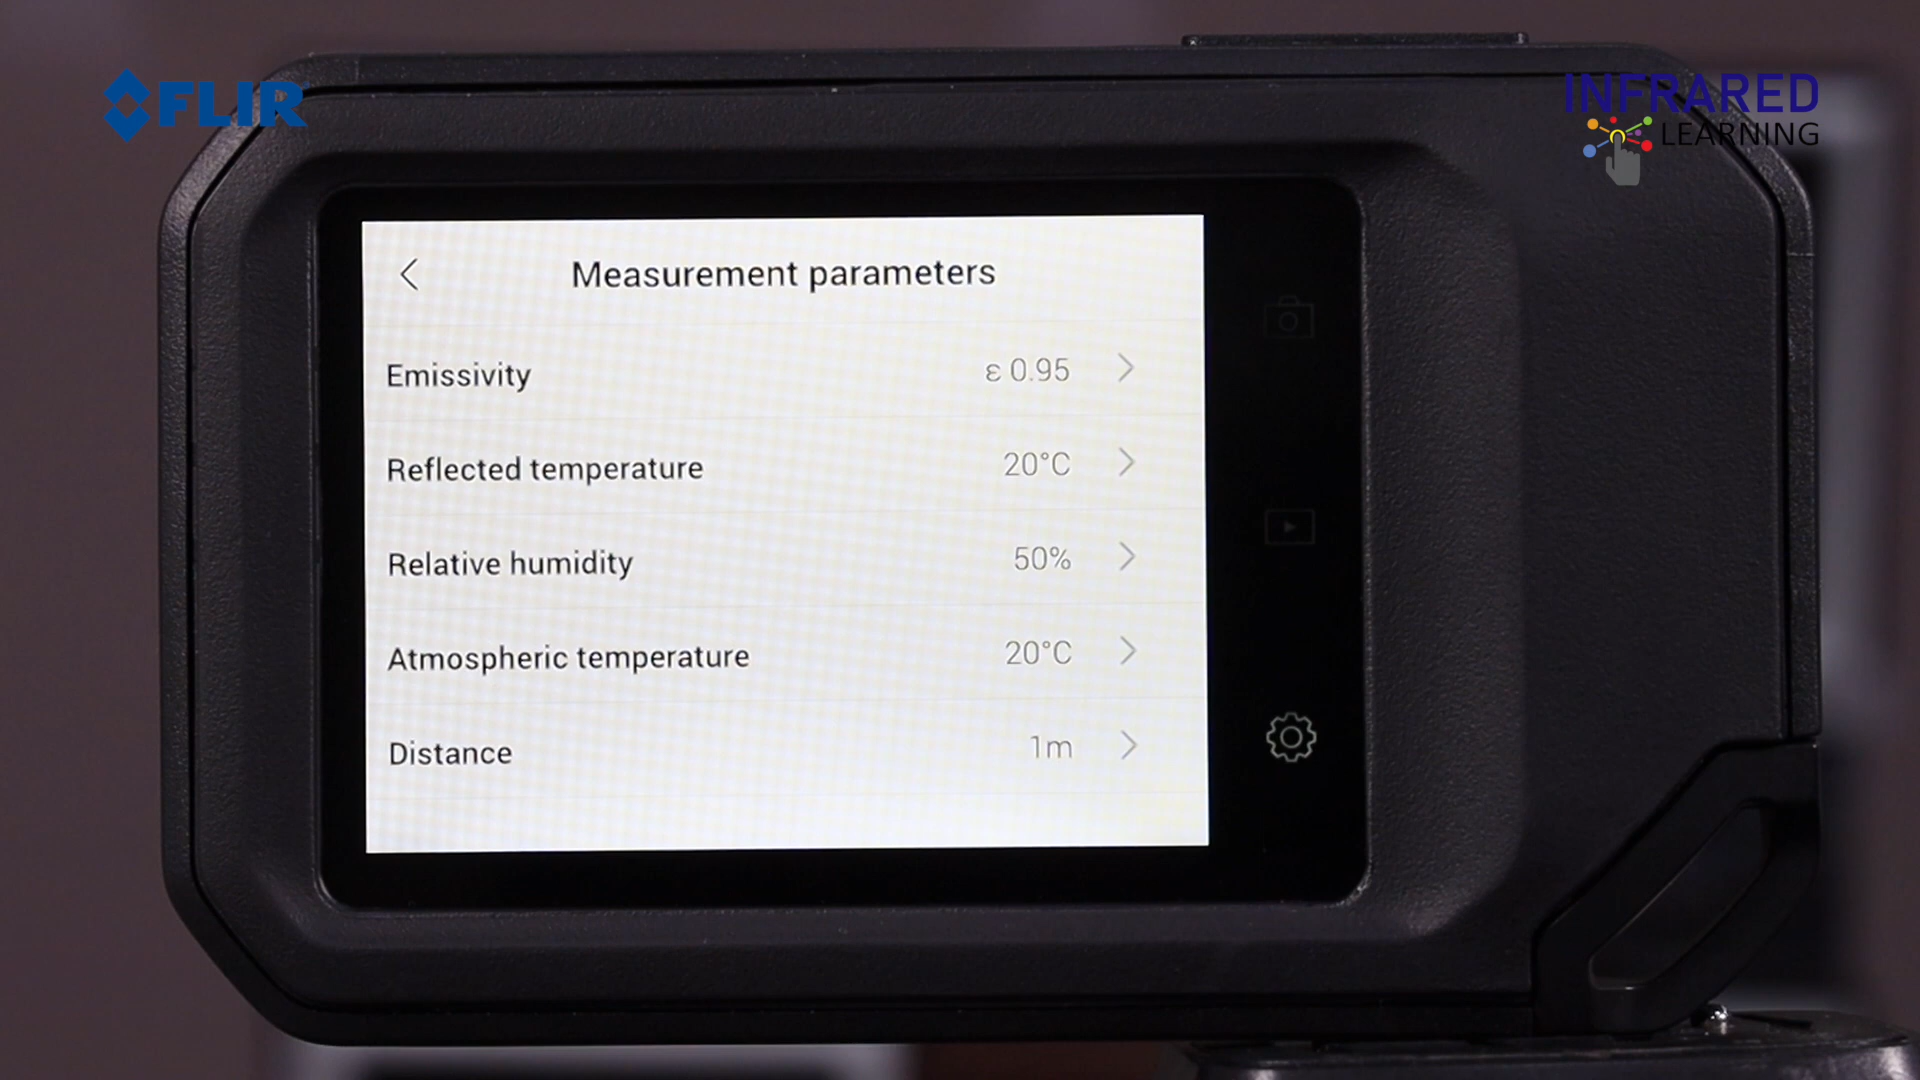 FLIR
INFRARED
LEARNING
Measurement parameters
Emissivity ε 0.95
Reflected temperature 20°C
Relative humidity 50%
Atmospheric temperature 20°C
Distance 1m